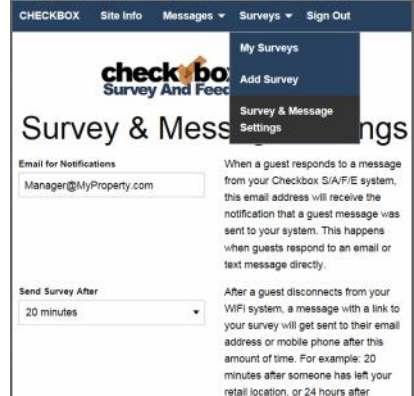 CHECKBOX Site Info Messages Surveys Sign Out
My Surveys
Add Survey
Survey & Message
Settings
check box
Survey And Feed
Survey & Mess ngs
Email for Notifications
Manager@MyProperty.com
When a guest responds to a message
from your Checkbox S/A/F/E system,
this email address will receive the
notification that a guest message was
sent to your system. This happens
when guests respond to an email or
text message directly.
Send Survey After
20 minutes
After a guest disconnects from your
WiFi system, a message with a link to
your survey will get sent to their email
address or mobile phone after this
amount of time. For example: 20
minutes after someone has left your
retail location, or 24 hours after